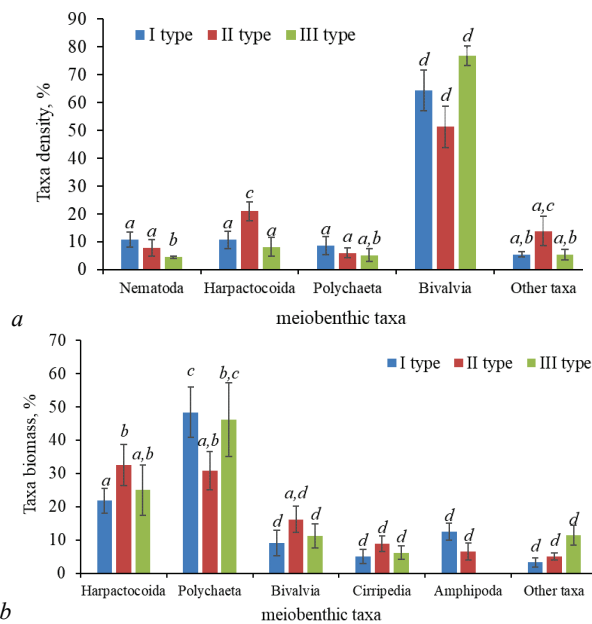 I type II type III type
Taxa density, %
90
80
70
60
50
40
30
20
10
0
a a b
a c a
a a a,b
d d d
a,b a,c a,b
Nematoda Harpactocoida Polychaeta Bivalvia Other taxa
meiobenthic taxa
a
I type II type III type
Taxa biomass, %
70
60
50
40
30
20
10
0
a b a,b
c a,b b,c
d a,d d
d d d
d d
d d d
Harpactocoida Polychaeta Bivalvia Cirripedia Amphipoda Other taxa
meiobenthic taxa
b